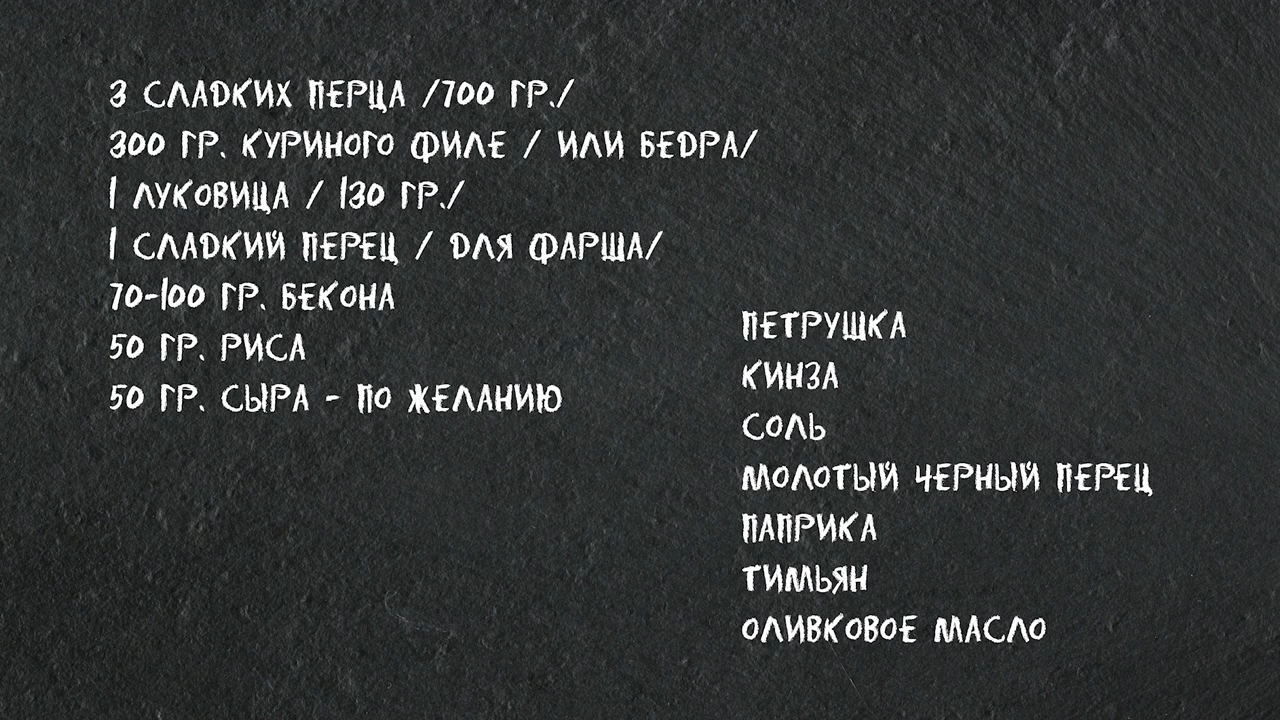 3 СЛАДКИХ ПЕРЦА /700 ГР./
300 ГР. КУРИНОГО ФИЛЕ / ИЛИ БЕДРА/
1 ЛУКОВИЦА / 130 ГР./
1 СЛАДКИЙ ПЕРЕЦ / ДЛЯ ФАРША/
70-100 ГР. БЕКОНА
50 ГР. РИСА
50 ГР. СЫРА - ПО ЖЕЛАНИЮ
ПЕТРУШКА
КИНЗА
СОЛЬ
МОЛОТЫЙ ЧЕРНЫЙ ПЕРЕЦ
ПАПРИКА
ТИМЬЯН
ОЛИВКОВОЕ МАСЛО